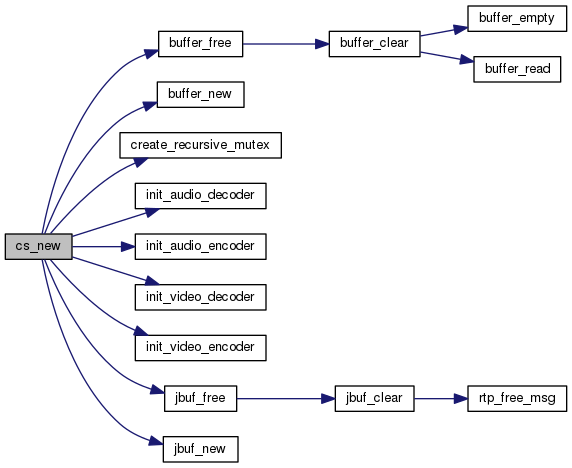 cs_new
buffer_free
buffer_clear
buffer_empty
buffer_read
buffer_new
create_recursive_mutex
init_audio_decoder
init_audio_encoder
init_video_decoder
init_video_encoder
jbuf_free
jbuf_clear
rtp_free_msg
jbuf_new